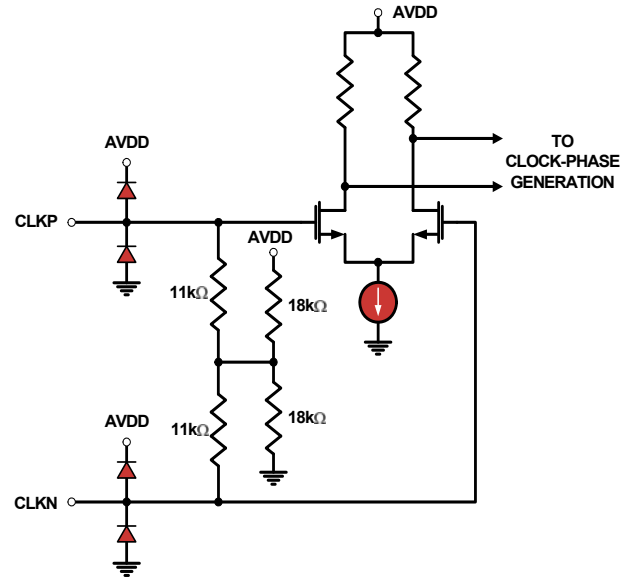 AVDD
TO
CLOCK-PHASE
GENERATION
AVDD
CLKP
AVDD
11kΩ
18kΩ
11kΩ
18kΩ
AVDD
CLKN